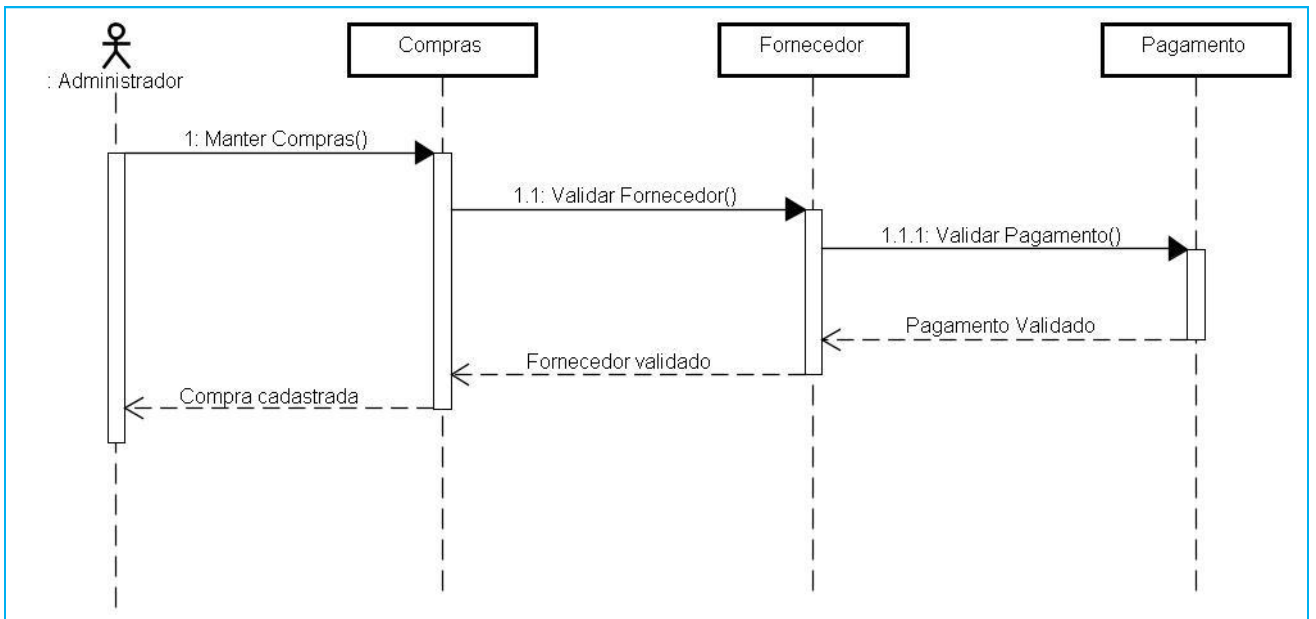 : Administrador
Compras
Fornecedor
Pagamento
1: Manter Compras()
1.1: Validar Fornecedor()
1.1.1: Validar Pagamento()
Pagamento Validado
Fornecedor validado
Compra cadastrada